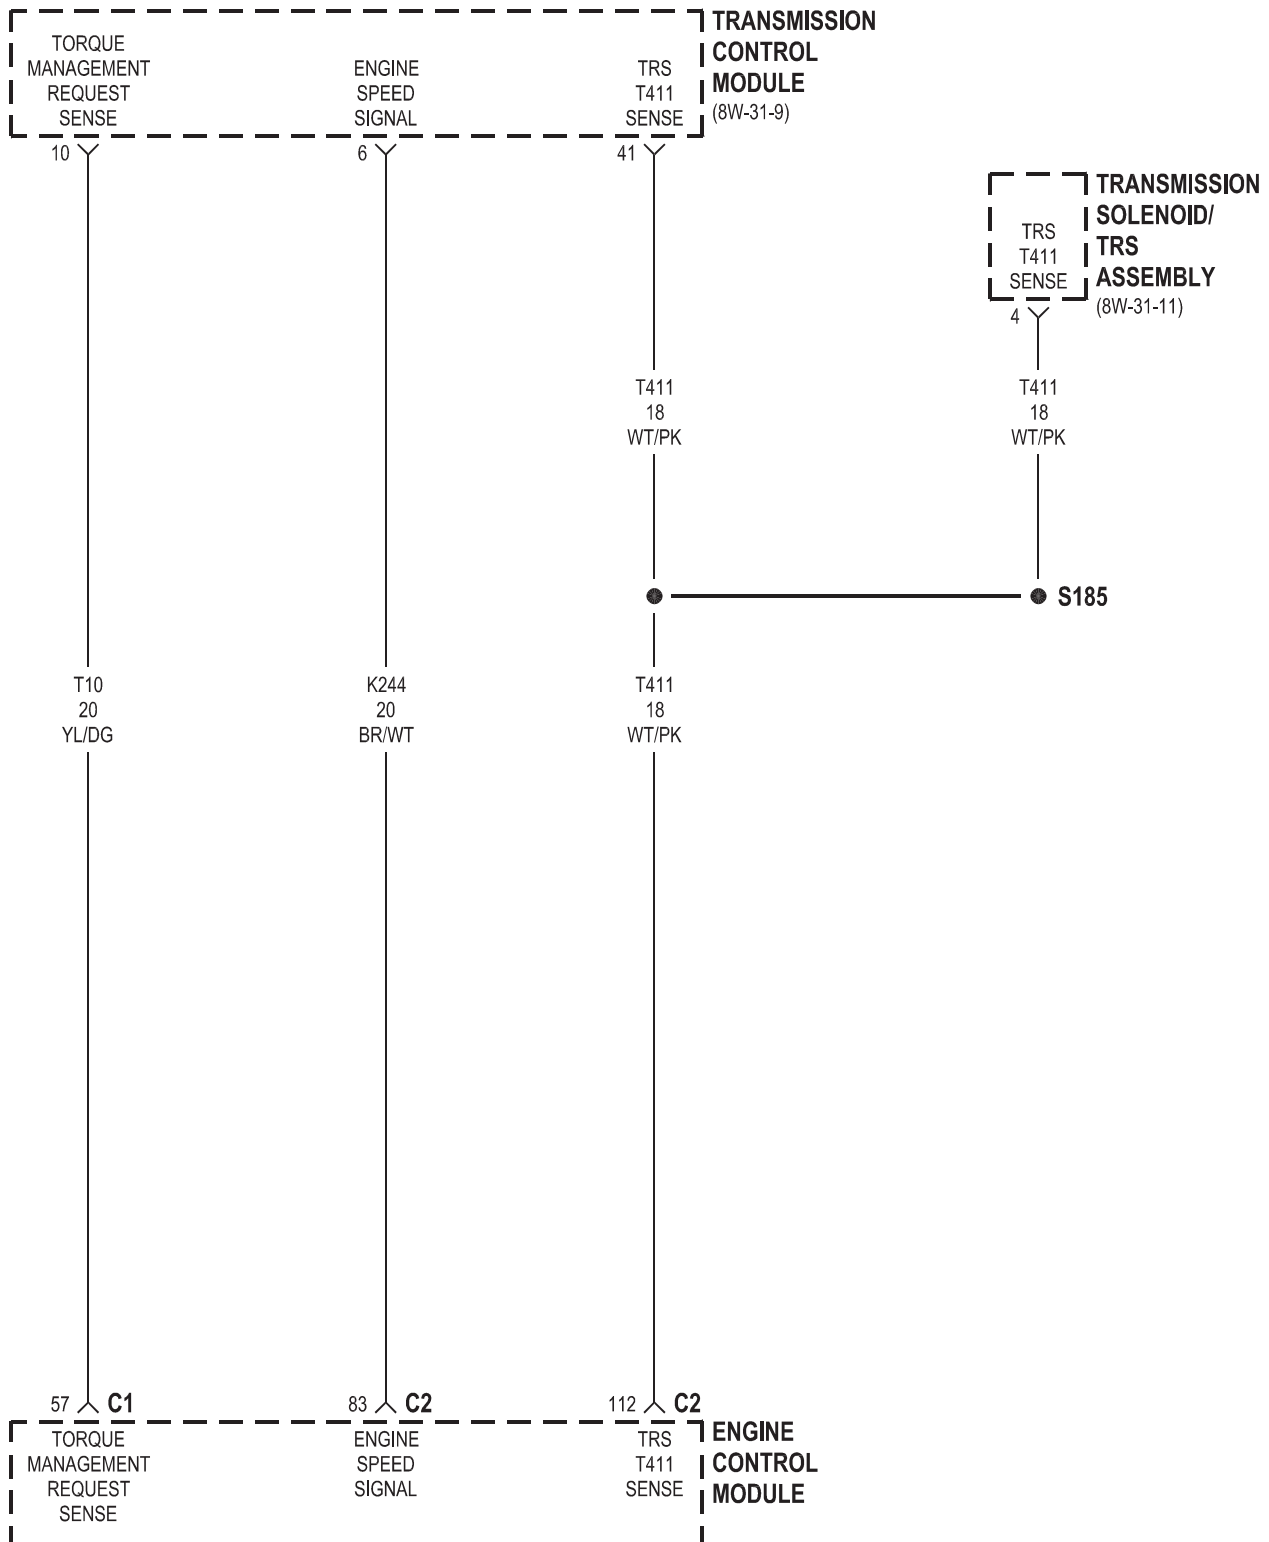 TORQUE
MANAGEMENT
REQUEST
SENSE
ENGINE
SPEED
SIGNAL
TRS
T411
SENSE
TRANSMISSION
CONTROL
MODULE
(8W-31-9)
10
6
41
TRS
T411
SENSE
TRANSMISSION
SOLENOID/
TRS
ASSEMBLY
(8W-31-11)
4
T411
18
WT/PK
T411
18
WT/PK
S185
T10
20
YL/DG
K244
20
BR/WT
T411
18
WT/PK
57
C1
83
C2
112
C2
TORQUE
MANAGEMENT
REQUEST
SENSE
ENGINE
SPEED
SIGNAL
TRS
T411
SENSE
ENGINE
CONTROL
MODULE